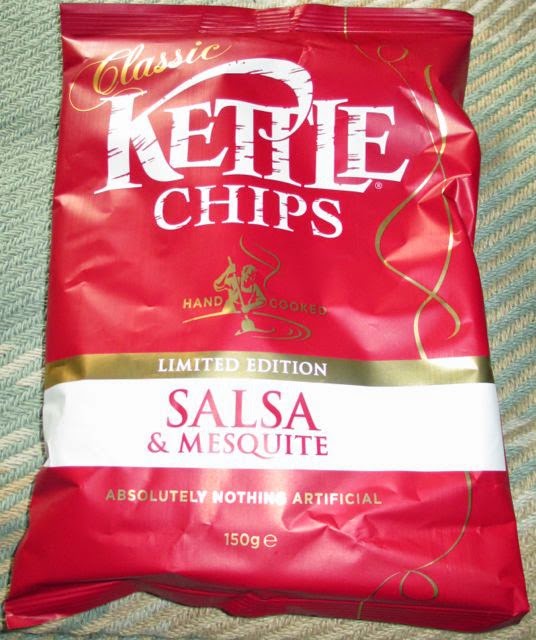 Classic
KETTLE®
CHIPS
HAND COOKED
LIMITED EDITION
SALSA
& MESQUITE
ABSOLUTELY NOTHING ARTIFICIAL
150g e